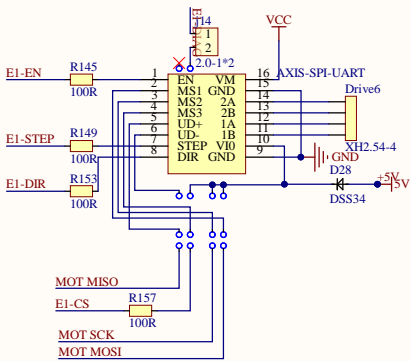 J14
1
2
2.0-1*2
VCC
R145
E1-EN
100R
AXIS-SPI-UART
1 EN VM 16
2 MS1 GND 15
3 MS2 2A 14
4 MS3 2B 13
5 UD+ 1A 12
6 UD- 1B 11
7 STEP VI0 10
8 DIR GND 9
Drive6
XH2.54-4
R149
E1-STEP
100R
GND
R153
E1-DIR
100R
D28
DSS34
+5V
5V
MOT MISO
E1-CS
R157
100R
MOT SCK
MOT MOSI